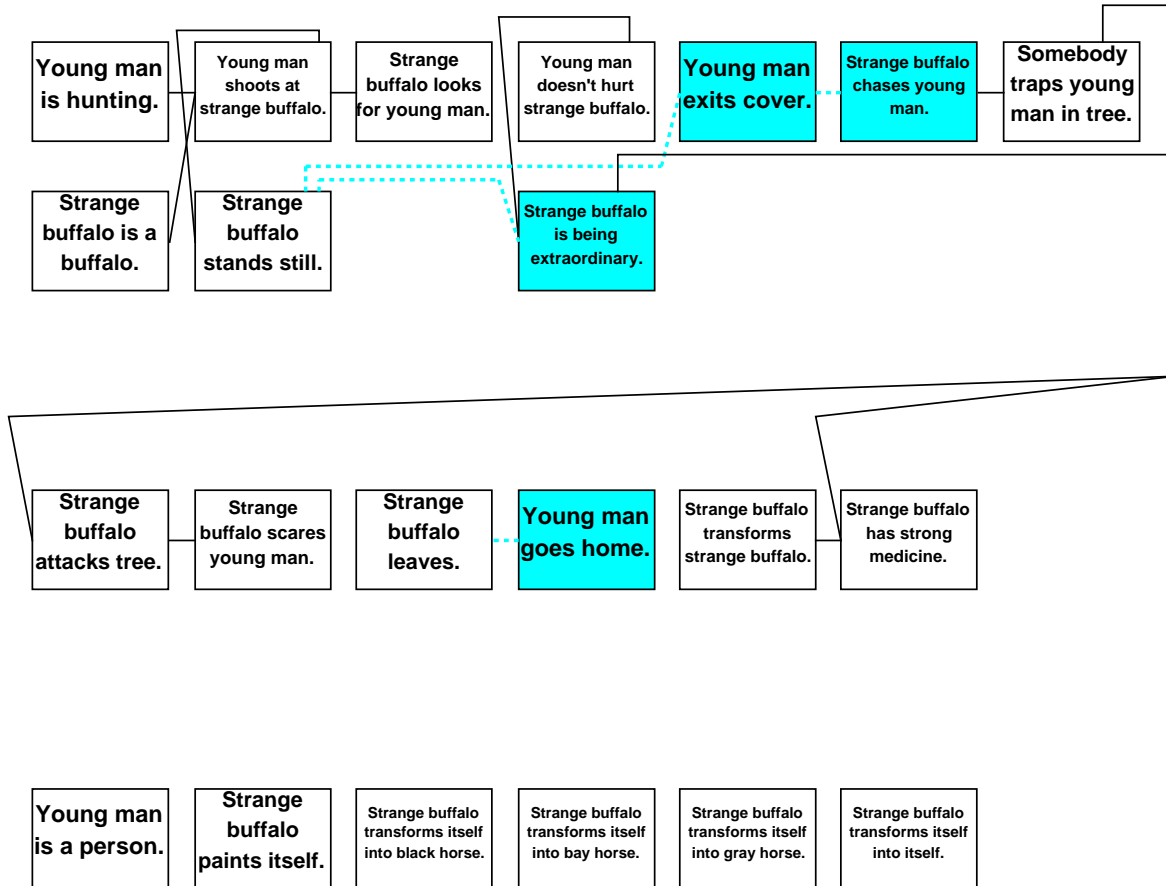 Young man
is hunting.
Young man
shoots at
strange buffalo.
Strange
buffalo looks
for young man.
Young man
doesn't hurt
strange buffalo.
Young man
exits cover.
Strange buffalo
chases young
man.
Somebody
traps young
man in tree.
Strange
buffalo is a
buffalo.
Strange
buffalo
stands still.
Strange buffalo
is being
extraordinary.
Strange
buffalo
attacks tree.
Strange
buffalo scares
young man.
Strange
buffalo
leaves.
Young man
goes home.
Strange buffalo
transforms
strange buffalo.
Strange buffalo
has strong
medicine.
Young man
is a person.
Strange
buffalo
paints itself.
Strange buffalo
transforms itself
into black horse.
Strange buffalo
transforms itself
into bay horse.
Strange buffalo
transforms itself
into gray horse.
Strange buffalo
transforms itself
into itself.